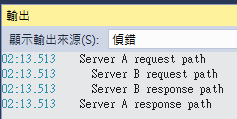 輸出
顯示輸出來源(S): 偵錯
02:13.513 Server A request path
02:13.513 Server B request path
02:13.513 Server B response path
02:13.513 Server A response path